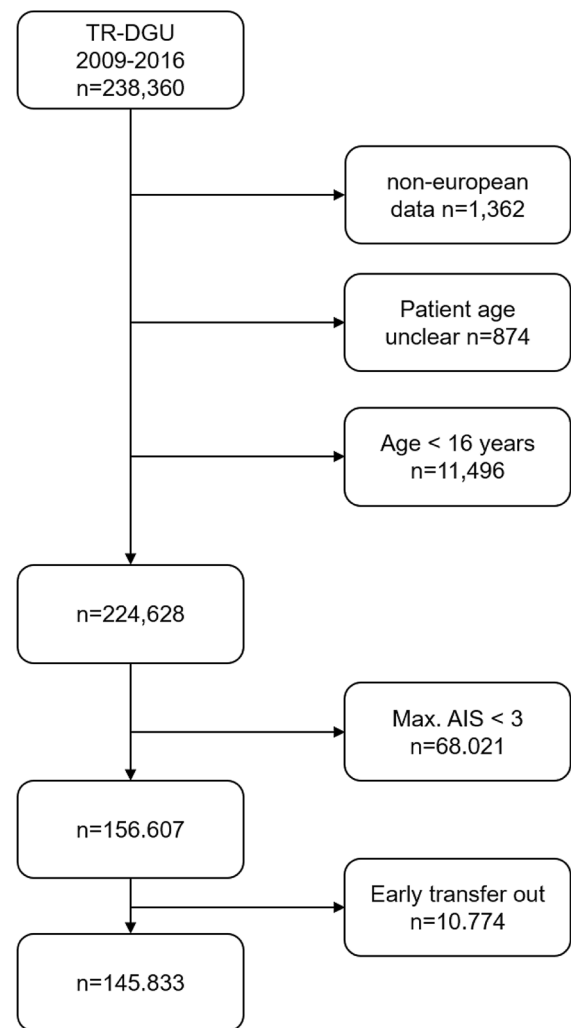 TR-DGU
2009-2016
n=238,360
non-european
data n=1,362
Patient age
unclear n=874
Age < 16 years
n=11,496
n=224,628
Max. AIS < 3
n=68.021
n=156.607
Early transfer out
n=10.774
n=145.833